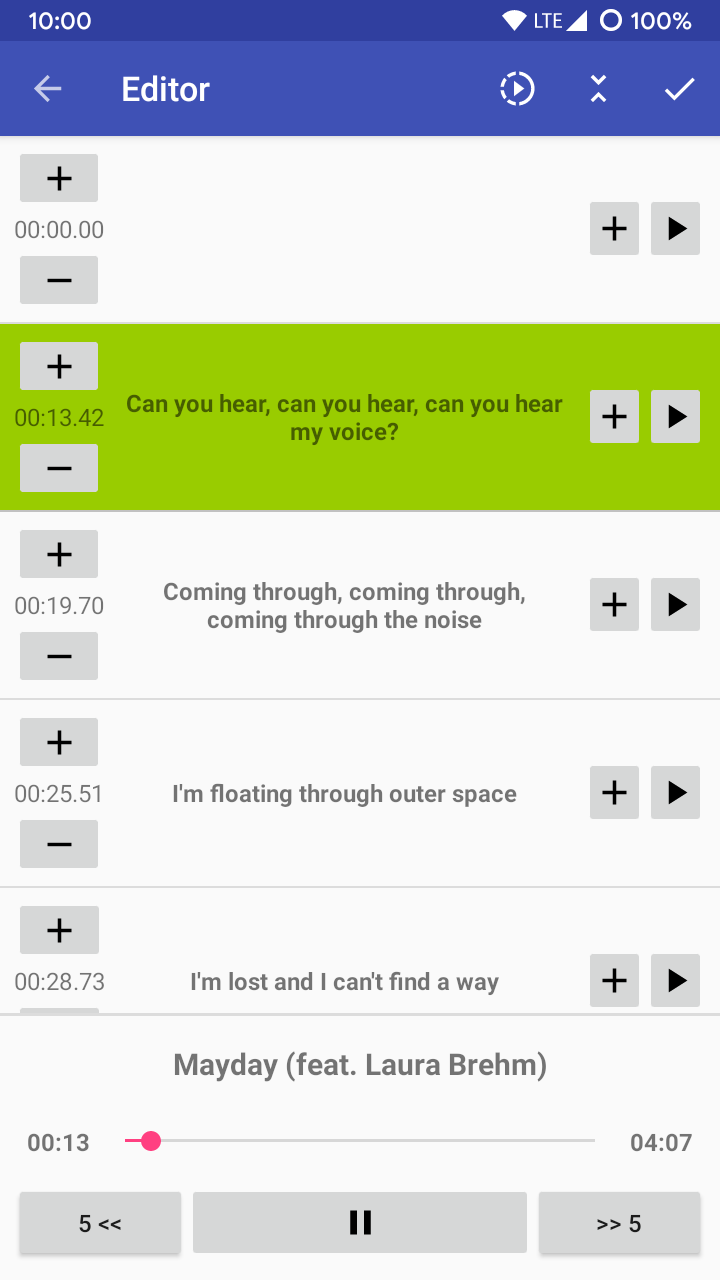 10:00
LTE
100%
Editor
00:00.00
00:13.42
Can you hear, can you hear, can you hear
my voice?
00:19.70
Coming through, coming through,
coming through the noise
00:25.51
I'm floating through outer space
00:28.73
I'm lost and I can't find a way
Mayday (feat. Laura Brehm)
00:13
04:07
5 <<
>> 5